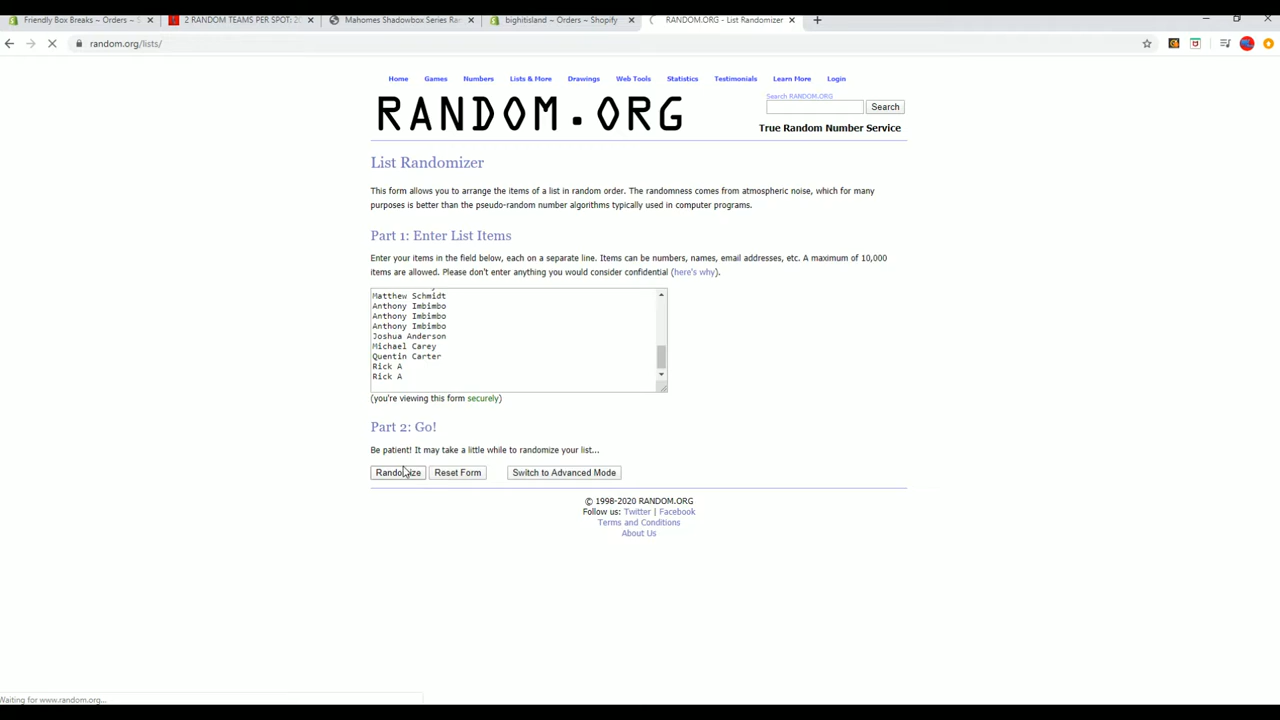 Friendly Box Breaks ~ Orders ~ S
2 RANDOM TEAMS PER SPOT: 20
Mahomes Shadowbox Series Ran
bighitisland ~ Orders ~ Shopify
RANDOM.ORG - List Randomizer
random.org/lists/
Home Games Numbers Lists & More Drawings Web Tools Statistics Testimonials Learn More Login
RANDOM.ORG
Search RANDOM.ORG
Search
True Random Number Service
List Randomizer
This form allows you to arrange the items of a list in random order. The randomness comes from atmospheric noise, which for many
purposes is better than the pseudo-random number algorithms typically used in computer programs.
Part 1: Enter List Items
Enter your items in the field below, each on a separate line. Items can be numbers, names, email addresses, etc. A maximum of 10,000
items are allowed. Please don't enter anything you would consider confidential (here's why).
Matthew Schmidt
Anthony Imbimbo
Anthony Imbimbo
Anthony Imbimbo
Joshua Anderson
Michael Carey
Quentin Carter
Rick A
Rick A
(you're viewing this form securely)
Part 2: Go!
Be patient! It may take a little while to randomize your list...
Randomize Reset Form Switch to Advanced Mode
© 1998-2020 RANDOM.ORG
Follow us: Twitter | Facebook
Terms and Conditions
About Us
Waiting for www.random.org...